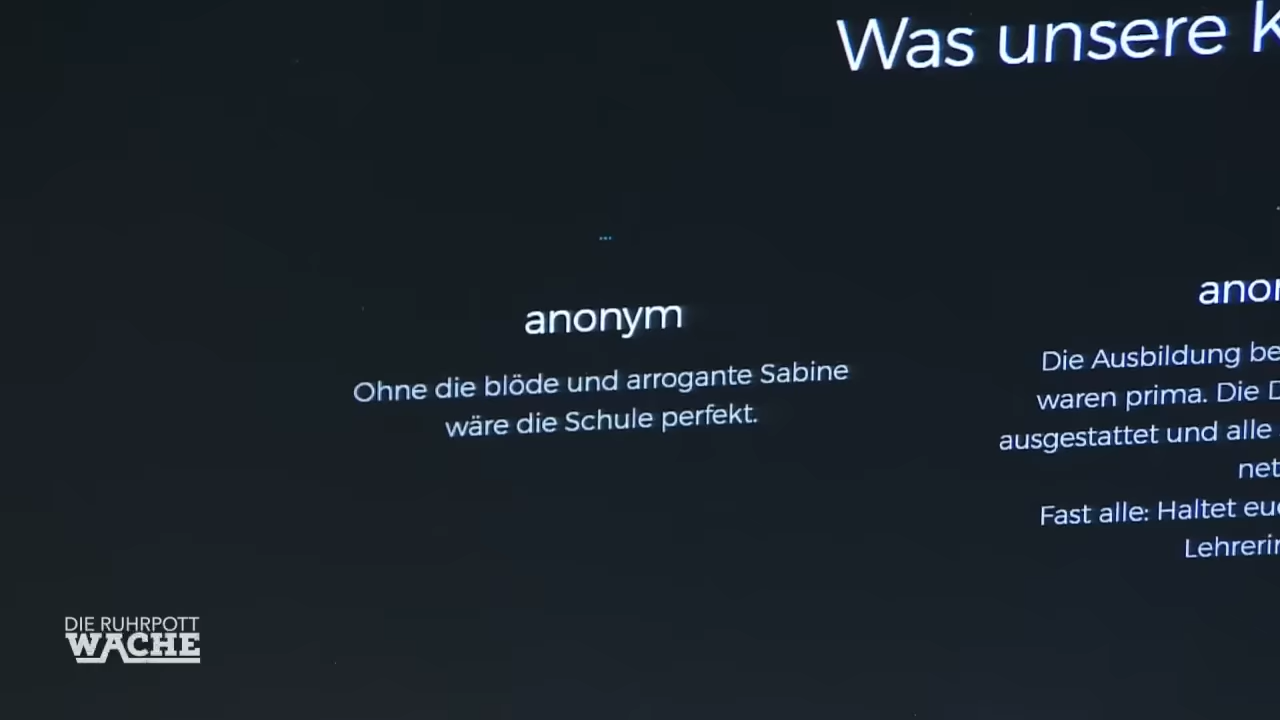 Was unsere
anonym
Ohne die blöde und arrogante Sabine
wäre die Schule perfekt.
Die Ausbildung
waren prima. Die
ausgestattet und alle
Fast alle: Haltet
DIE RUHRPOTT
WACHE